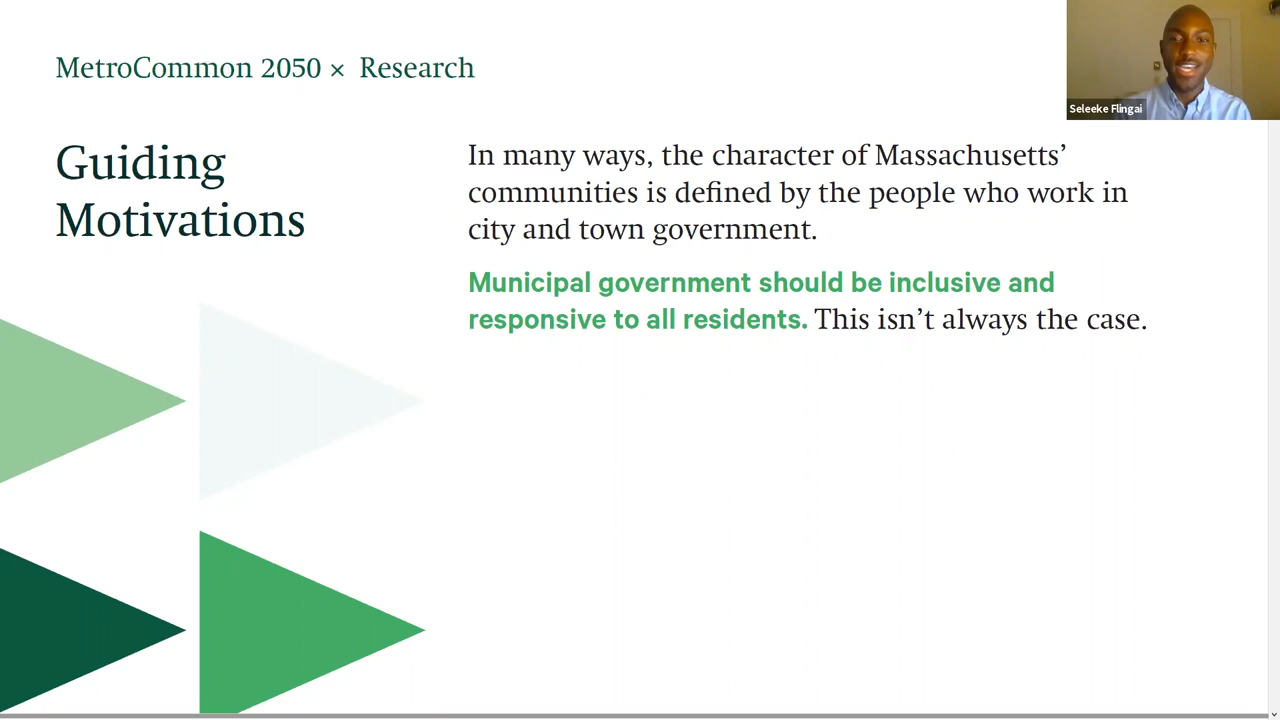 MetroCommon 2050 × Research
Seleeke Flingai
Guiding
Motivations
In many ways, the character of Massachusetts’
communities is defined by the people who work in
city and town government.
Municipal government should be inclusive and
responsive to all residents. This isn’t always the case.